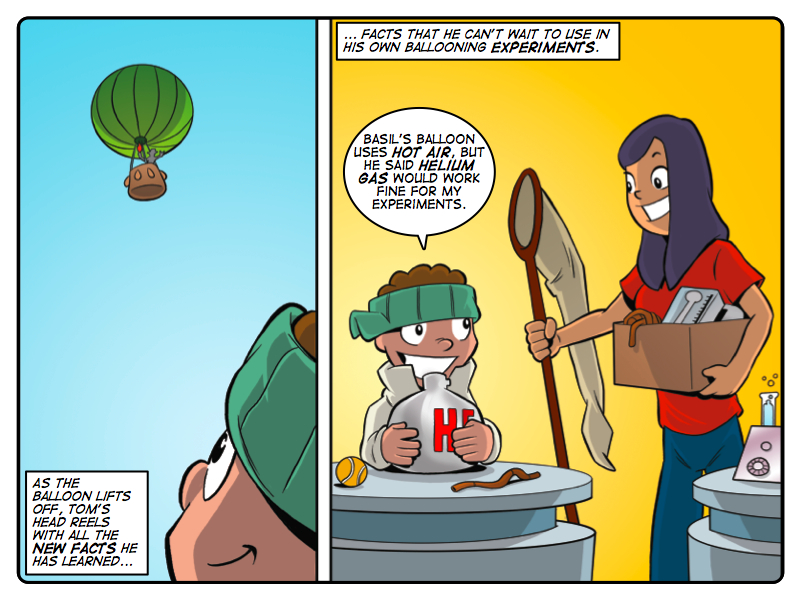 AS THE
BALLOON LIFTS
OFF, TOM'S
HEAD REELS
WITH ALL THE
NEW FACTS HE
HAS LEARNED...
... FACTS THAT HE CAN'T WAIT TO USE IN
HIS OWN BALLOONING EXPERIMENTS.
BASIL'S BALLOON
USES HOT AIR, BUT
HE SAID HELIUM
GAS WOULD WORK
FINE FOR MY
EXPERIMENTS.
HE